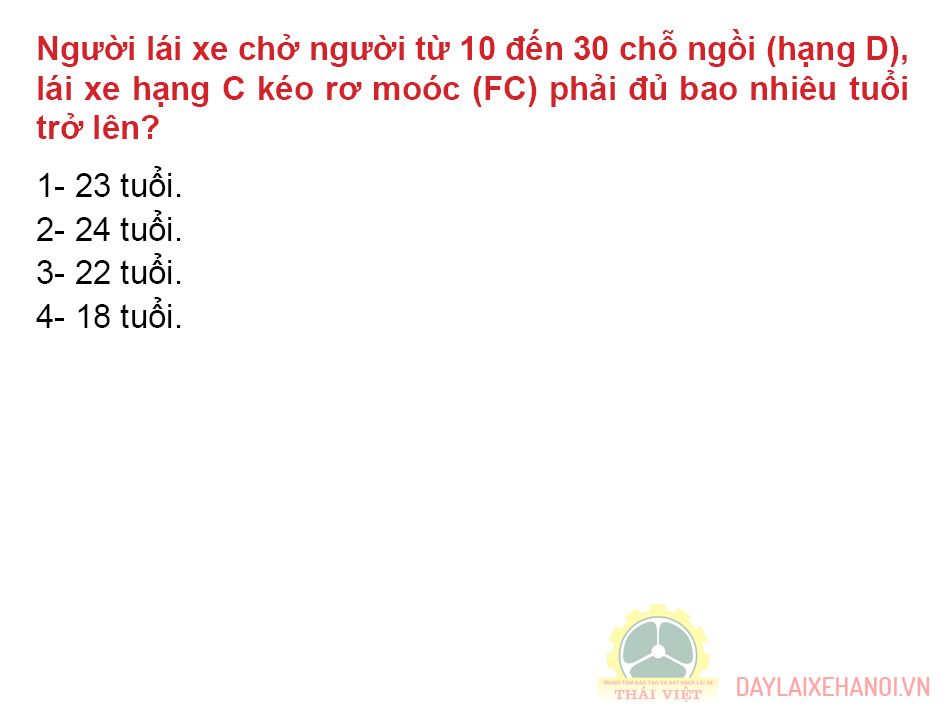 Người lái xe chở người từ 10 đến 30 chỗ ngồi (hạng D),
lái xe hạng C kéo rơ moóc (FC) phải đủ bao nhiêu tuổi
trở lên?
1- 23 tuổi.
2- 24 tuổi.
3- 22 tuổi.
4- 18 tuổi.
TRUNG TÂM ĐÀO TẠO VÀ SÁT HẠCH LÁI XE
THÁI VIỆT
DAYLAIXEHANOI.VN